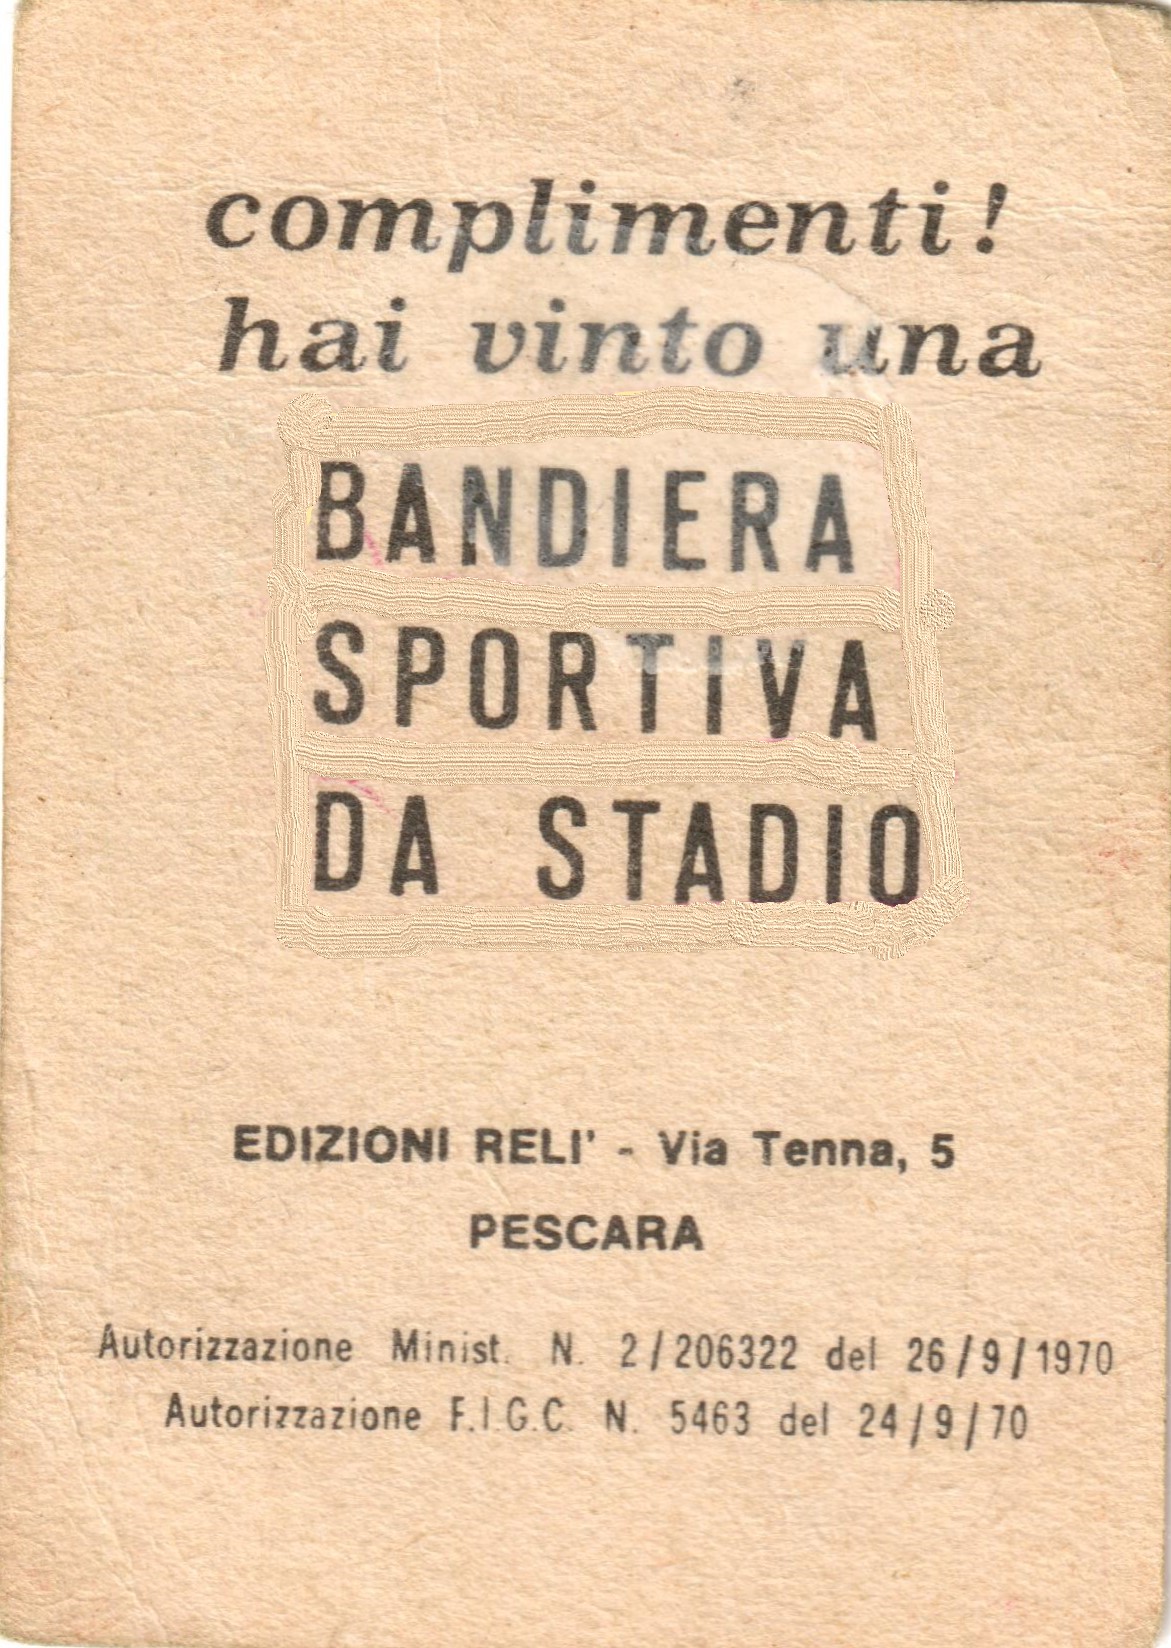 complimenti!
hai vinto una
BANDIERA
SPORTIVA
DA STADIO
EDIZIONI RELI' - Via Tenna, 5
PESCARA
Autorizzazione Minist. N. 2/206322 del 26/9/1970
Autorizzazione F.I.G.C. N. 5463 del 24/9/70